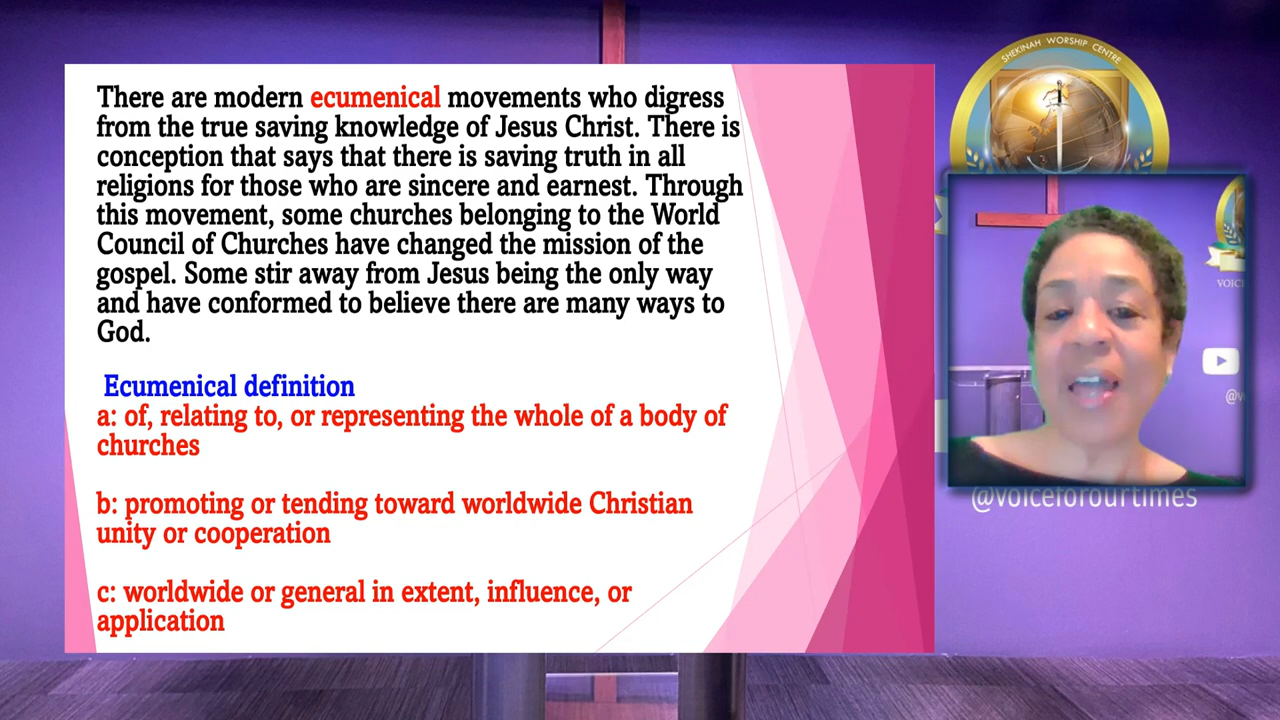 There are modern ecumenical movements who digress
from the true saving knowledge of Jesus Christ. There is
conception that says that there is saving truth in all
religions for those who are sincere and earnest. Through
this movement, some churches belonging to the World
Council of Churches have changed the mission of the
gospel. Some stir away from Jesus being the only way
and have conformed to believe there are many ways to
God.
Ecumenical definition
a: of, relating to, or representing the whole of a body of
churches
b: promoting or tending toward worldwide Christian
unity or cooperation
c: worldwide or general in extent, influence, or
application
SHEKINAH WORSHIP CENTRE
VOICE
@vo
@voiceforourtimes